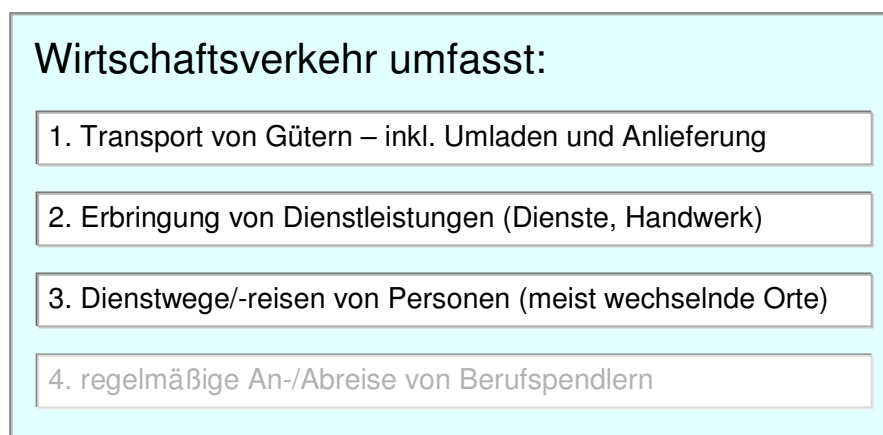 Wirtschaftsverkehr umfasst:
1. Transport von Gütern – inkl. Umladen und Anlieferung
2. Erbringung von Dienstleistungen (Dienste, Handwerk)
3. Dienstwege/-reisen von Personen (meist wechselnde Orte)
4. regelmäßige An-/Abreise von Berufspendlern